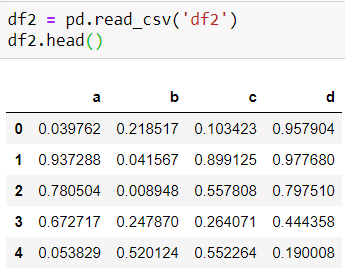 df2 = pd.read_csv('df2')
df2.head()
a b c d
0 0.039762 0.218517 0.103423 0.957904
1 0.937288 0.041567 0.899125 0.977680
2 0.780504 0.008948 0.557808 0.797510
3 0.672717 0.247870 0.264071 0.444358
4 0.053829 0.520124 0.552264 0.190008